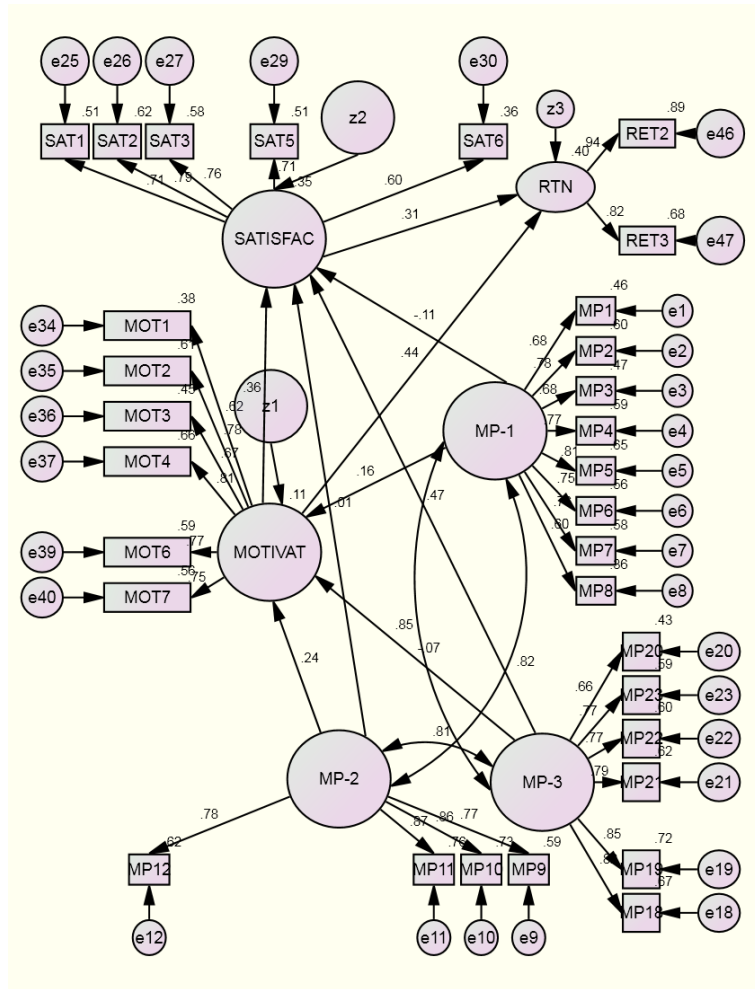 e25
e26
e27
e29
e30
.51
.62
.58
.51
.36
z2
z3
.89
SAT1
SAT2
SAT3
SAT5
SAT6
RET2
e46
.40
.94
.71
.79
.76
.71
.35
.60
RTN
.31
.82
.68
SATISFAC
RET3
e47
.46
-.11
.38
MP1
e1
e34
MOT1
.68
.60
.44
MP2
e2
.61
.78
.47
e35
MOT2
.68
MP3
e3
.45
.36
.59
e36
MOT3
z1
.62
MP-1
.77
MP4
e4
.66
.78
.65
e37
MOT4
.67
.81
MP5
e5
.81
.16
.75
.56
.11
.01
.47
MP6
e6
.59
.58
e39
MOT6
.77
MOTIVAT
.60
MP7
e7
.56
.75
.36
e40
MOT7
MP8
e8
.85
-.07
.43
.24
.82
MP20
e20
.66
.59
.77
MP23
e23
.60
.81
.77
MP22
e22
.62
MP-2
MP-3
.79
MP21
e21
.78
.87
.86
.77
.85
.72
.62
.76
.73
.59
MP12
MP11
MP10
MP9
MP19
e19
.67
MP18
e18
e12
e11
e10
e9